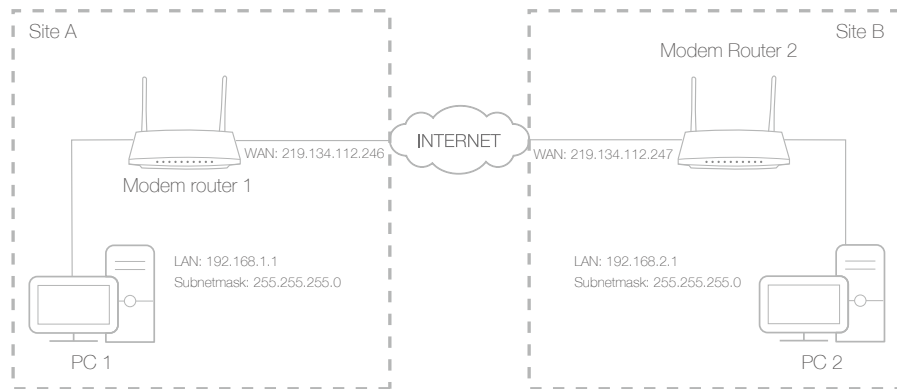 Site A
Site B
Modem Router 2
INTERNET
WAN: 219.134.112.246
WAN: 219.134.112.247
Modem router 1
LAN: 192.168.1.1
Subnetmask: 255.255.255.0
LAN: 192.168.2.1
Subnetmask: 255.255.255.0
PC 1
PC 2